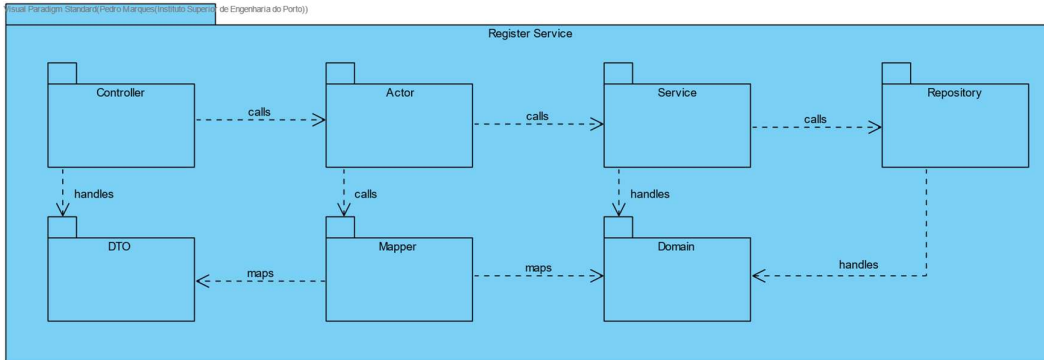 Visual Paradigm Standard(Pedro Marques(Instituto Superior de Engenharia do Porto))
Register Service
Controller
calls
Actor
calls
Service
calls
Repository
handles
calls
handles
DTO
maps
Mapper
maps
Domain
handles